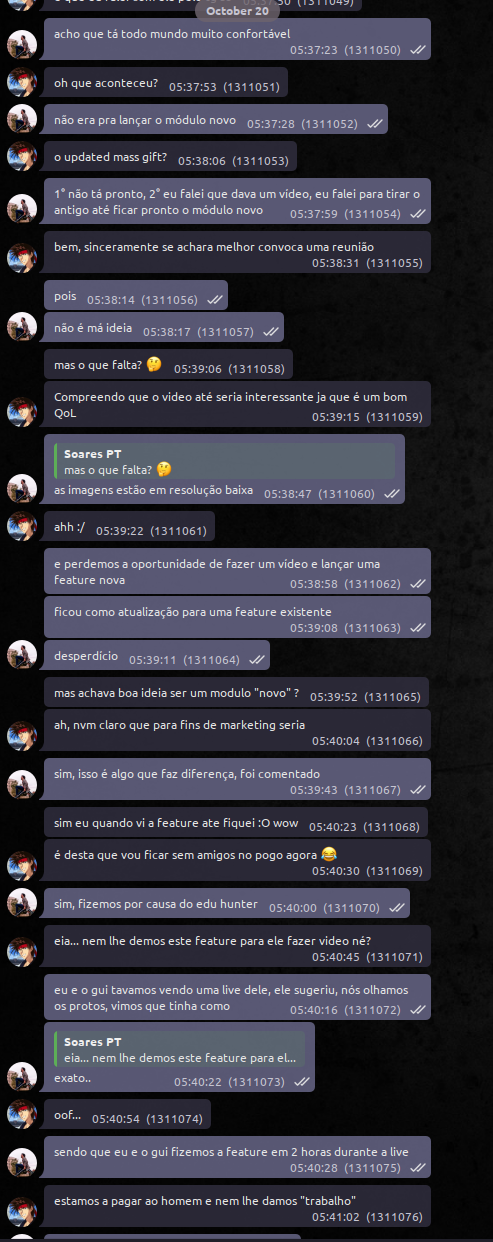 October 20
acho que tá todo mundo muito confortável
05:37:23 (1311050)
oh que aconteceu? 05:37:53 (1311051)
não era pra lançar o módulo novo 05:37:28 (1311052)
o updated mass gift? 05:38:06 (1311053)
1° não tá pronto, 2° eu falei que dava um vídeo, eu falei para tirar o
antigo até ficar pronto o módulo novo 05:37:59 (1311054)
bem, sinceramente se achara melhor convoca uma reunião
05:38:31 (1311055)
pois 05:38:14 (1311056)
não é má ideia 05:38:17 (1311057)
mas o que falta? 🤔 05:39:06 (1311058)
Compreendo que o video até seria interessante ja que é um bom
QoL 05:39:15 (1311059)
Soares PT
mas o que falta? 🤔
as imagens estão em resolução baixa 05:38:47 (1311060)
ahh :/ 05:39:22 (1311061)
e perdemos a oportunidade de fazer um vídeo e lançar uma
feature nova 05:38:58 (1311062)
ficou como atualização para uma feature existente
05:39:08 (1311063)
desperdício 05:39:11 (1311064)
mas achava boa ideia ser um modulo "novo" ? 05:39:52 (1311065)
ah, nvm claro que para fins de marketing seria
05:40:04 (1311066)
sim, isso é algo que faz diferença, foi comentado
05:39:43 (1311067)
sim eu quando vi a feature ate fiquei :O wow 05:40:23 (1311068)
é desta que vou ficar sem amigos no pogo agora 😂
05:40:30 (1311069)
sim, fizemos por causa do edu hunter 05:40:00 (1311070)
eia... nem lhe demos este feature para ele fazer video né?
05:40:45 (1311071)
eu e o gui tavamos vendo uma live dele, ele sugeriu, nós olhamos
os protos, vimos que tinha como 05:40:16 (1311072)
Soares PT
eia... nem lhe demos este feature para el...
exato.. 05:40:22 (1311073)
oof... 05:40:54 (1311074)
sendo que eu e o gui fizemos a feature em 2 horas durante a live
05:40:28 (1311075)
estamos a pagar ao homem e nem lhe damos "trabalho"
05:41:02 (1311076)